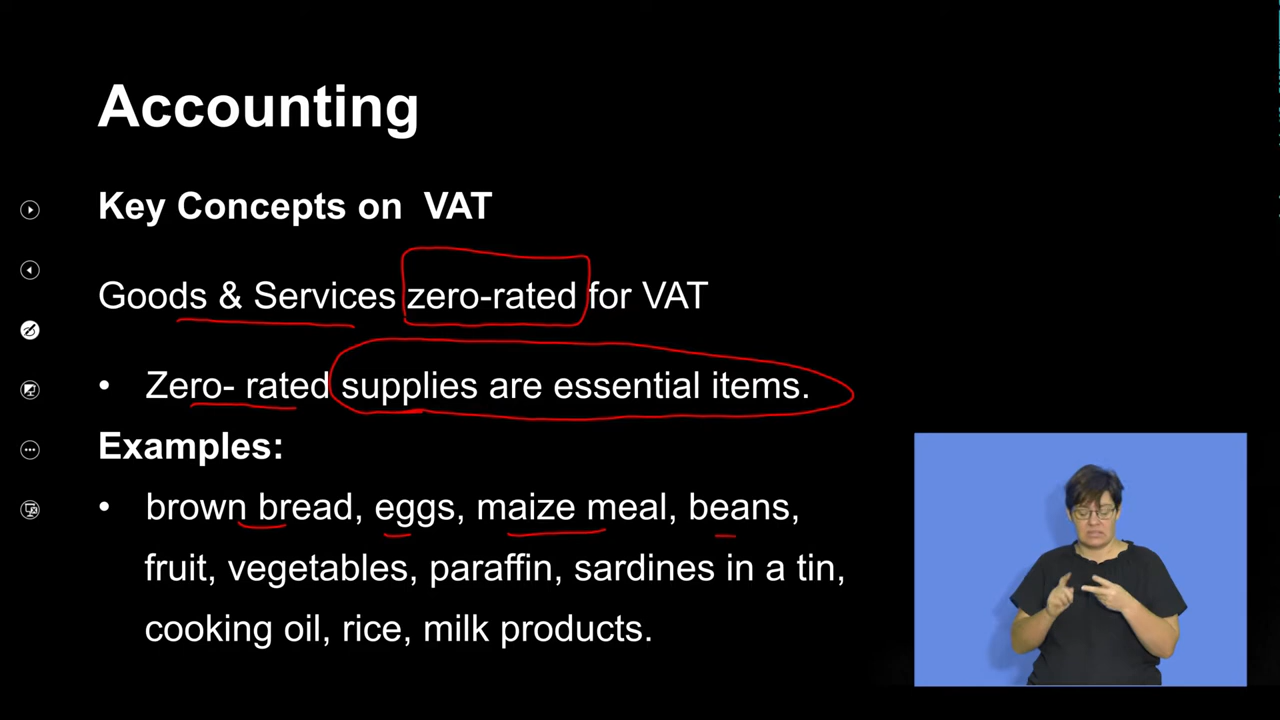 Accounting
Key Concepts on VAT
Goods & Services zero-rated for VAT
• Zero- rated supplies are essential items.
Examples:
• brown bread, eggs, maize meal, beans,
fruit, vegetables, paraffin, sardines in a tin,
cooking oil, rice, milk products.